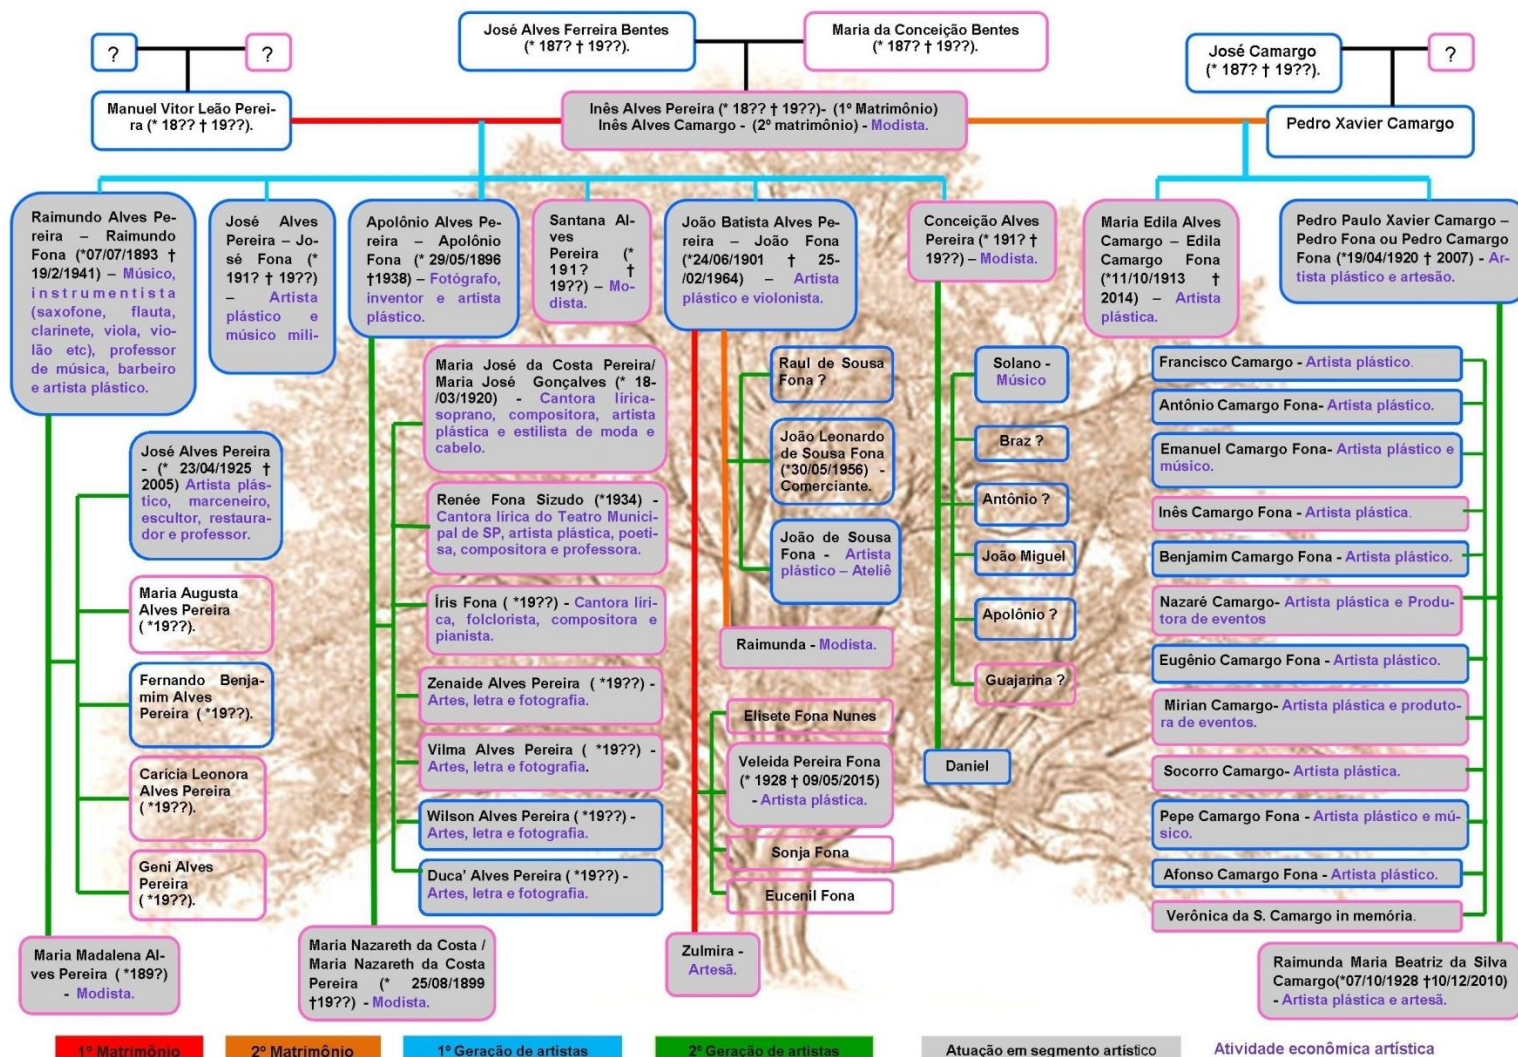 José Alves Ferreira Bentes
(* 187? † 19??).
Maria da Conceição Bentes
(* 187? † 19??).
?
?
José Camargo
(* 187? † 19??).
?
Manuel Vitor Leão Perei-
ra (* 18?? † 19??).
Inês Alves Pereira (* 18?? † 19??)- (1º Matrimônio)
Inês Alves Camargo - (2º matrimônio) - Modista.
Pedro Xavier Camargo
Raimundo Alves Pe-
reira – Raimundo
Fona (*07/07/1893 †
19/2/1941) – Músico,
instrumentista
(saxofone, flauta,
clarinete, viola, vio-
lão etc), professor
de música, barbeiro
e artista plástico.
José Alves
Pereira – Jo-
sé Fona (*
191? † 19??)
– Artista
plástico e
músico mili-
Apolônio Alves Pe-
reira – Apolônio
Fona (* 29/05/1896
†1938) – Fotógrafo,
inventor e artista
plástico.
Santana Al-
ves
Pereira (*
191? †
19??) – Mo-
dista.
João Batista Alves Pe-
reira – João Fona
(*24/06/1901 † 25-
/02/1964) – Artista
plástico e violonista.
Conceição Alves
Pereira (* 191? †
19??) – Modista.
Maria Edila Alves
Camargo – Edila
Camargo Fona
(*11/10/1913 †
2014) – Artista
plástica.
Pedro Paulo Xavier Camargo –
Pedro Fona ou Pedro Camargo
Fona (*19/04/1920 † 2007) - Ar-
tista plástico e artesão.
José Alves Pereira
- (* 23/04/1925 †
2005) Artista plás-
tico, marceneiro,
escultor, restaura-
dor e professor.
Maria Augusta
Alves Pereira
( *19??).
Fernando Benja-
mim Alves
Pereira ( *19??).
Carícia Leonora
Alves Pereira
( *19??).
Geni Alves
Pereira
( *19??).
Maria Madalena Al-
ves Pereira ( *189?)
- Modista.
Maria José da Costa Pereira/
Maria José Gonçalves (* 18-
/03/1920) - Cantora lírica-
soprano, compositora, artista
plástica e estilista de moda e
cabelo.
Renée Fona Sizudo (*1934) -
Cantora lírica do Teatro Munici-
pal de SP, artista plástica, poeti-
sa, compositora e professora.
Íris Fona ( *19??) - Cantora líri-
ca, folclorista, compositora e
pianista.
Zenaide Alves Pereira ( *19??) -
Artes, letra e fotografia.
Vilma Alves Pereira ( *19??) -
Artes, letra e fotografia.
Wilson Alves Pereira ( *19??) -
Artes, letra e fotografia.
Duca' Alves Pereira ( *19??) -
Artes, letra e fotografia.
Maria Nazareth da Costa /
Maria Nazareth da Costa
Pereira (* 25/08/1899
†19??) - Modista.
Raul de Sousa
Fona ?
João Leonardo
de Sousa Fona
(*30/05/1956) -
Comerciante.
João de Sousa
Fona - Artista
plástico – Ateliê
Raimunda - Modista.
Elisete Fona Nunes
Veleida Pereira Fona
(* 1928 † 09/05/2015)
- Artista plástica.
Sonja Fona
Eucenil Fona
Zulmira -
Artesã.
Solano -
Músico
Braz ?
Antônio ?
João Miguel
Apolônio ?
Guajarina ?
Daniel
Francisco Camargo - Artista plástico.
Antônio Camargo Fona- Artista plástico.
Emanuel Camargo Fona- Artista plástico e
músico.
Inês Camargo Fona - Artista plástica.
Benjamim Camargo Fona - Artista plástico.
Nazaré Camargo- Artista plástica e Produ-
tora de eventos
Eugênio Camargo Fona - Artista plástico.
Mirian Camargo- Artista plástica e produto-
ra de eventos.
Socorro Camargo- Artista plástica.
Pepe Camargo Fona - Artista plástico e mú-
sico.
Afonso Camargo Fona - Artista plástico.
Verônica da S. Camargo in memória.
Raimunda Maria Beatriz da Silva
Camargo(*07/10/1928 †10/12/2010)
- Artista plástica e artesã.
1º Matrimônio
2º Matrimônio
1º Geração de artistas
2º Geração de artistas
Atuação em segmento artístico
Atividade econômica artística